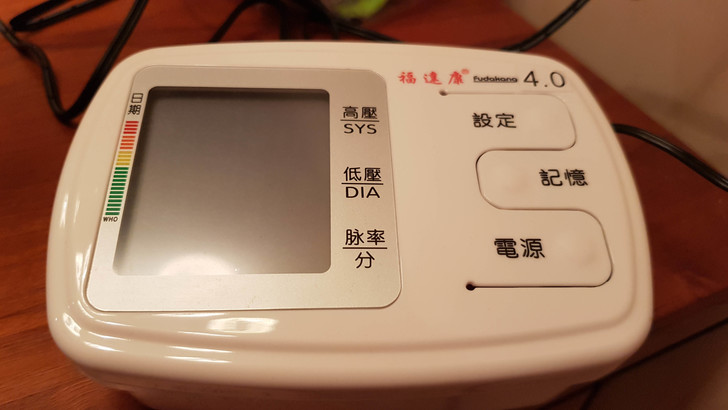 福達康® Fudakang 4.0
日期
高壓
SYS
低壓
DIA
脉率
分
WHO
設定
記憶
電源